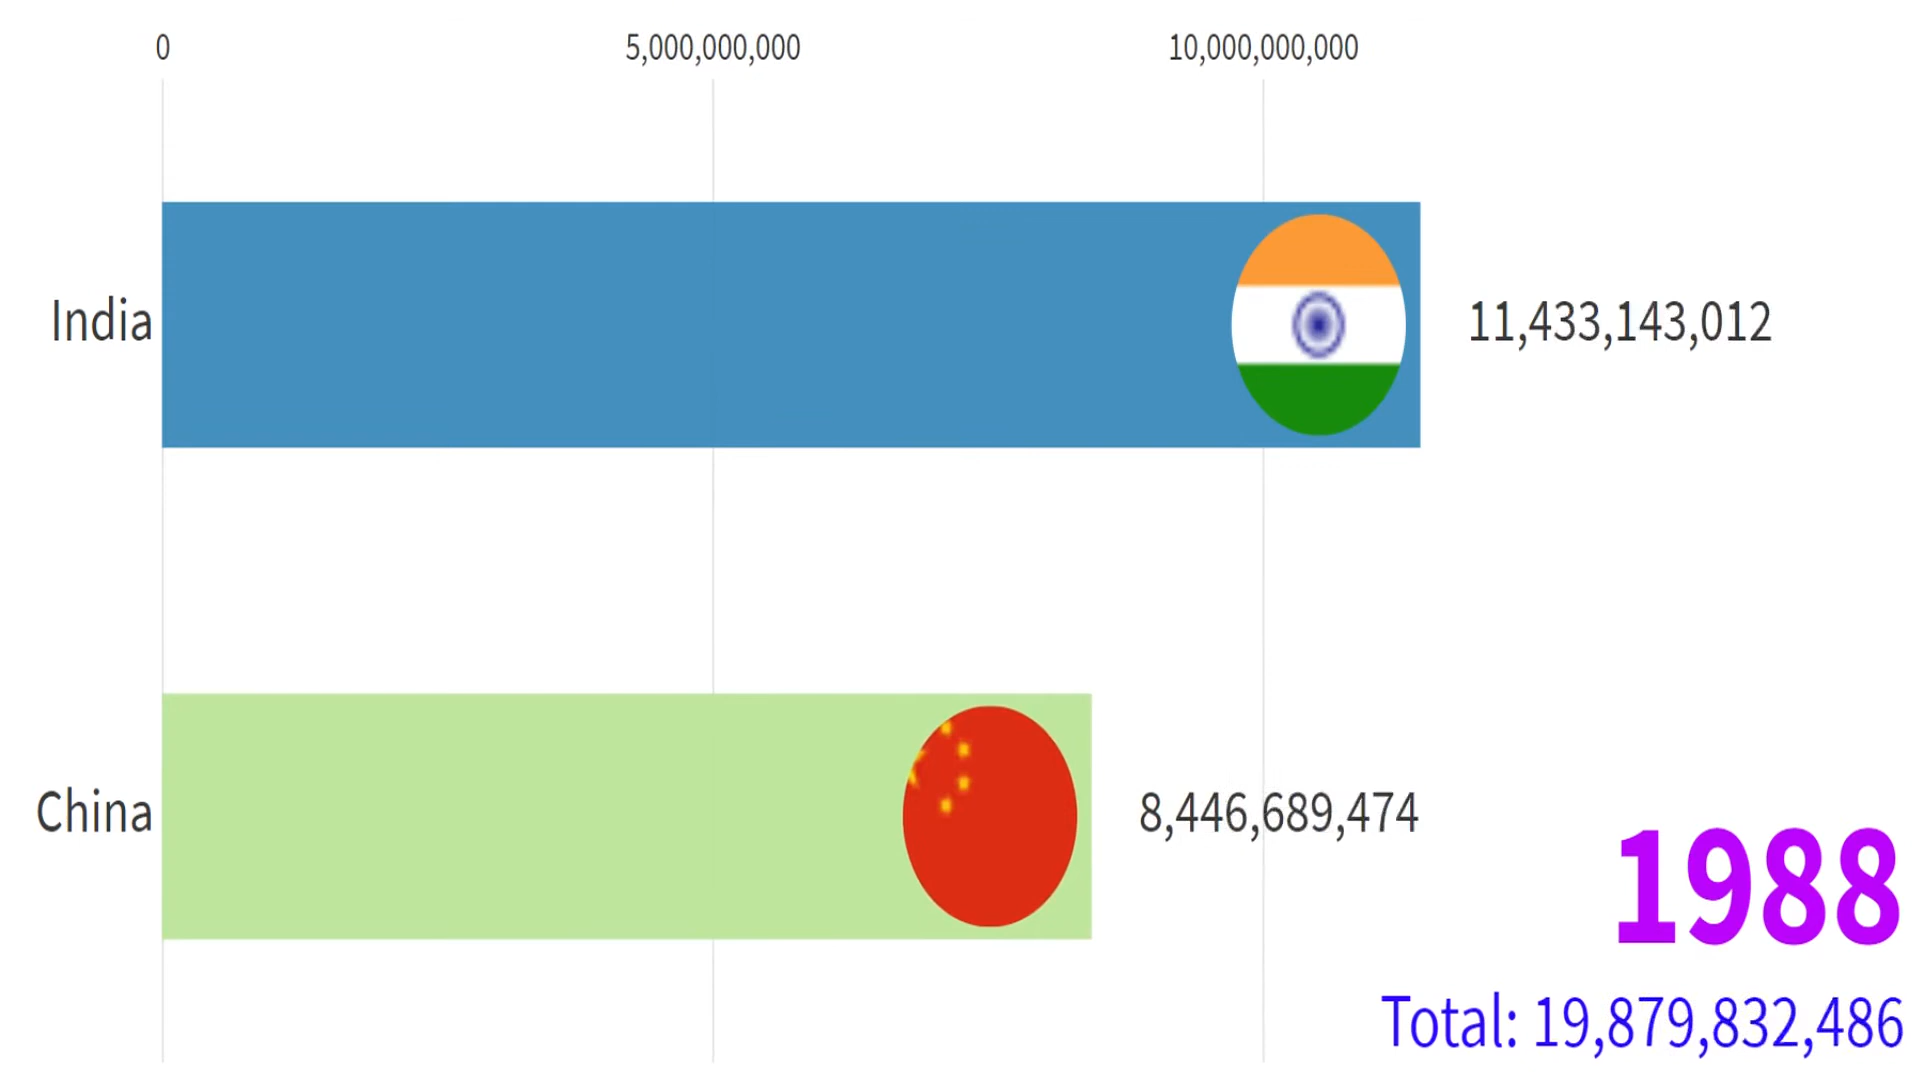 0 5,000,000,000 10,000,000,000
India 11,433,143,012
China 8,446,689,474
1988
Total: 19,879,832,486